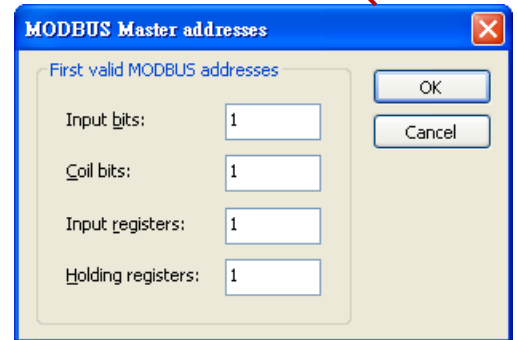 MODBUS Master addresses
First valid MODBUS addresses
Input bits: 1
Coil bits: 1
Input registers: 1
Holding registers: 1
OK
Cancel